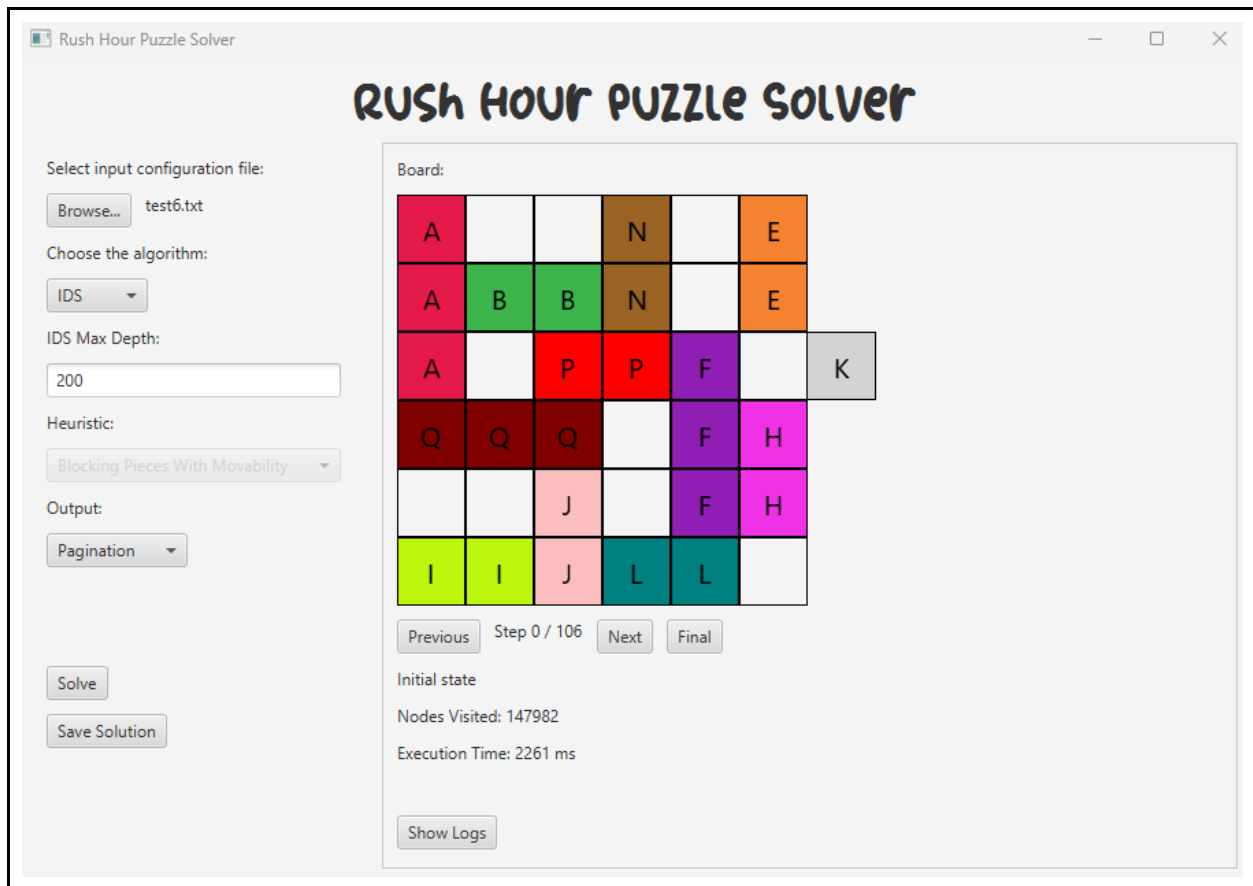 Rush Hour Puzzle Solver
Rush Hour Puzzle Solver
Select input configuration file:
Browse... test6.txt
Choose the algorithm:
IDS
IDS Max Depth:
200
Heuristic:
Blocking Pieces With Movability
Output:
Pagination
Solve
Save Solution
Board:
A N E
A B B N E
A P P F K
Q Q Q F H
J F H
I I J L L
Previous Step 0 / 106 Next Final
Initial state
Nodes Visited: 147982
Execution Time: 2261 ms
Show Logs